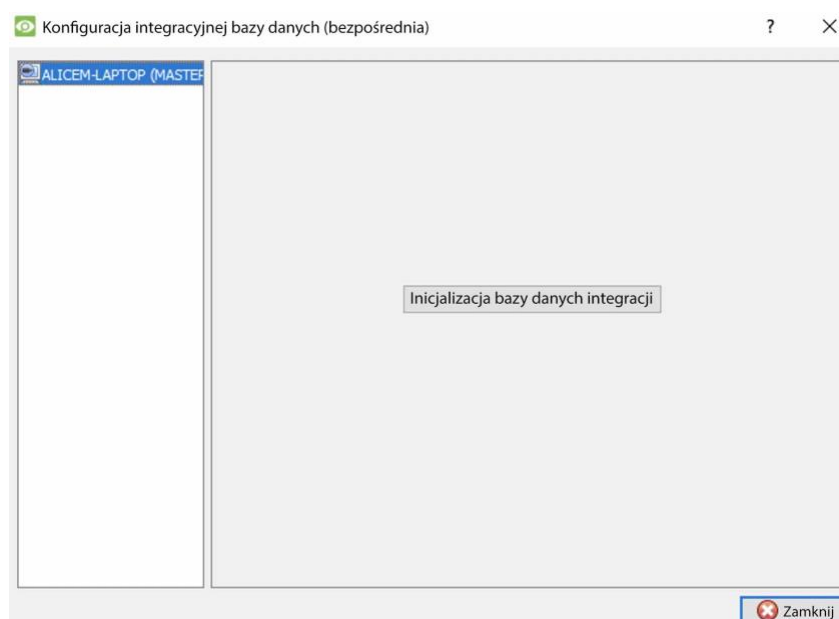 Konfiguracja integracyjnej bazy danych (bezpośrednia)
?
ALICEM-LAPTOP (MASTER
Inicjalizacja bazy danych integracji
Zamknij